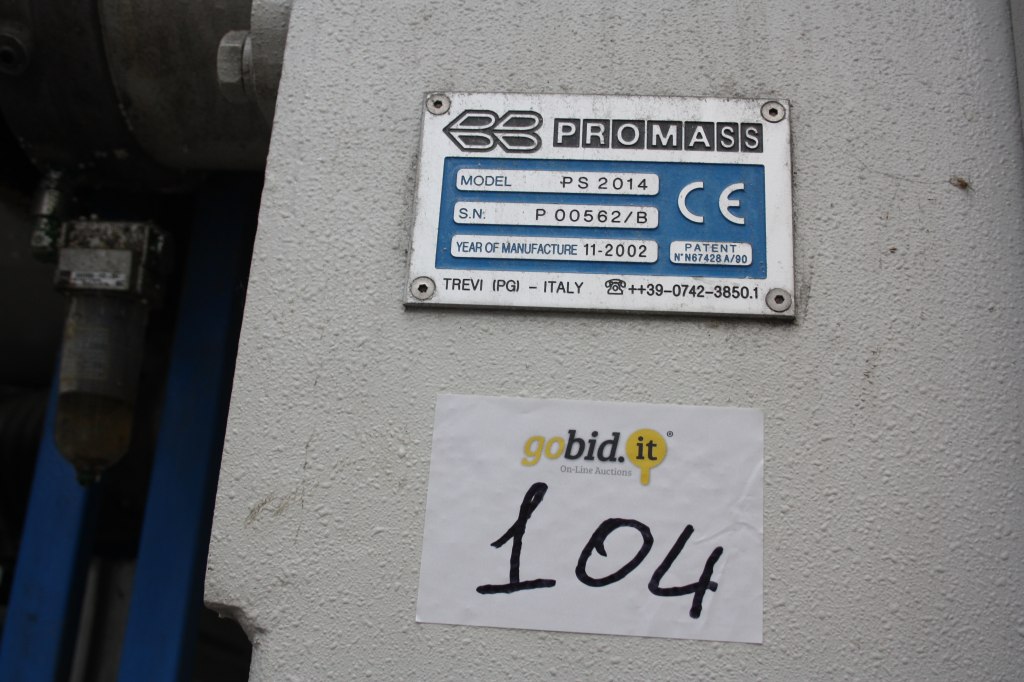 PROMASS
MODEL PS 2014
S.N. P 00562/B
YEAR OF MANUFACTURE 11-2002
CE
PATENT
N° N67428A/90
TREVI (PG) - ITALY ☎ ++39-0742-3850.1
gobid.it®
On-Line Auctions
104